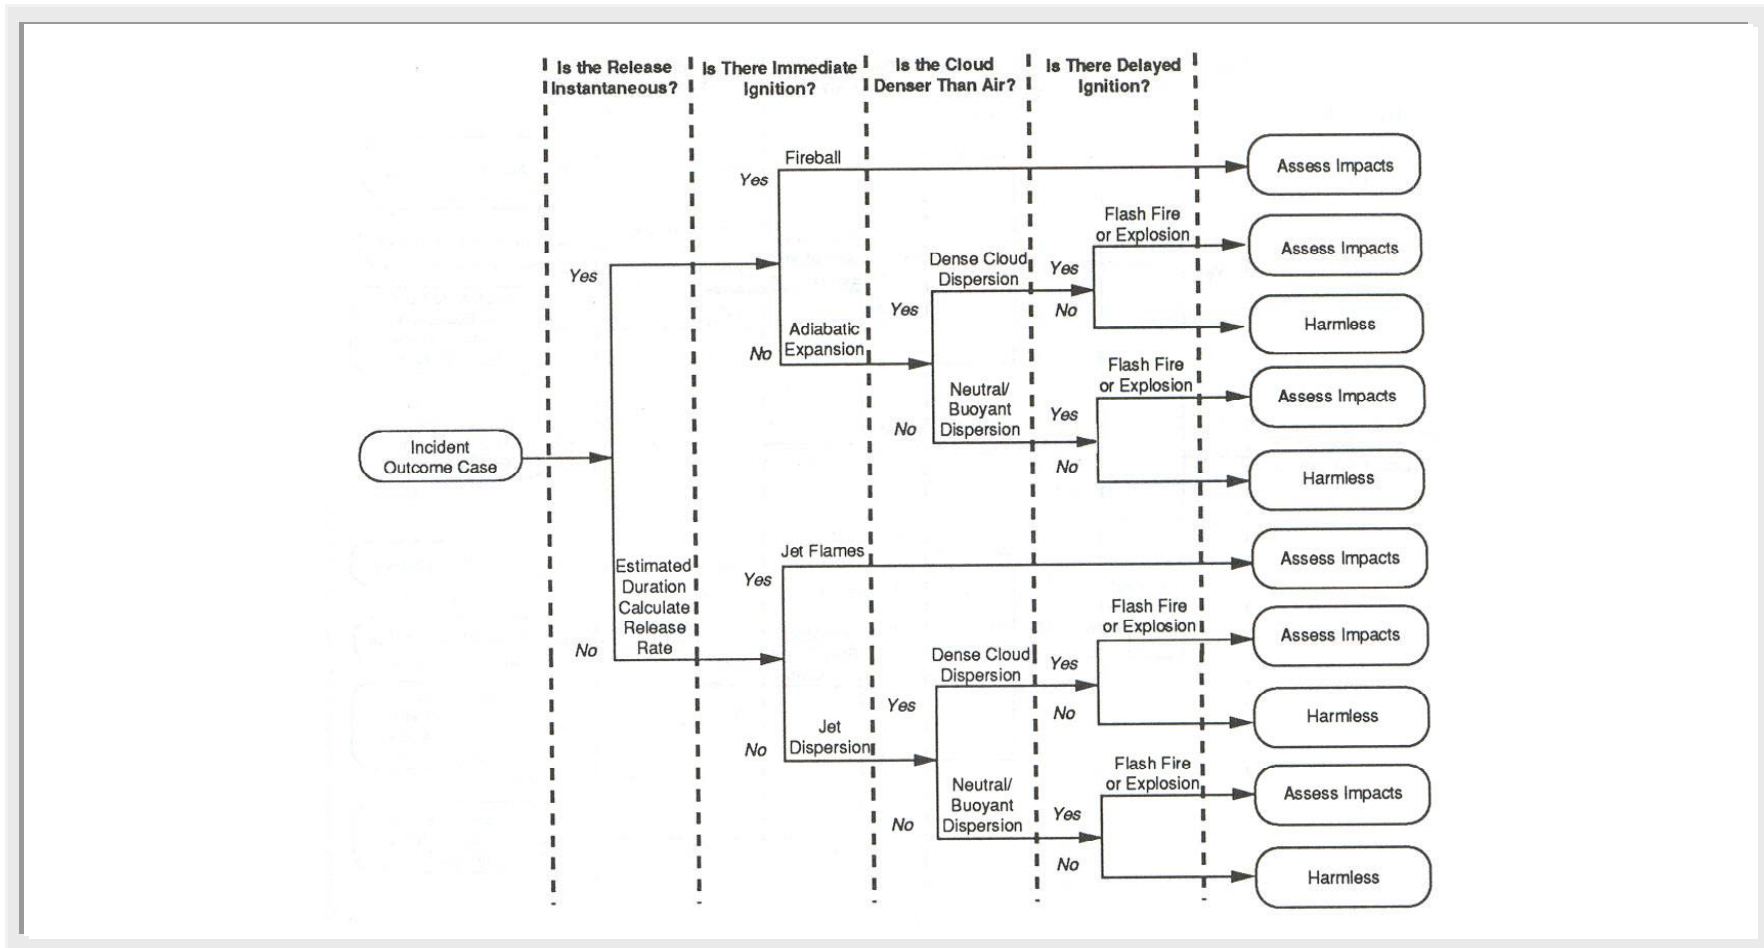 Is the Release
Instantaneous?
Is There Immediate
Ignition?
Is the Cloud
Denser Than Air?
Is There Delayed
Ignition?
Fireball
Yes
Assess Impacts
Flash Fire
or Explosion
Assess Impacts
Yes
Dense Cloud
Dispersion
Yes
No
Yes
Harmless
Adiabatic
Expansion
No
Flash Fire
or Explosion
Assess Impacts
Neutral/
Buoyant
Dispersion
Yes
No
Incident
Outcome Case
No
Harmless
Jet Flames
Yes
Assess Impacts
Estimated
Duration
Calculate
Release
Rate
No
Flash Fire
or Explosion
Assess Impacts
Dense Cloud
Dispersion
Yes
Yes
No
Harmless
Jet
Dispersion
No
Flash Fire
or Explosion
Assess Impacts
Neutral/
Buoyant
Dispersion
Yes
No
No
Harmless